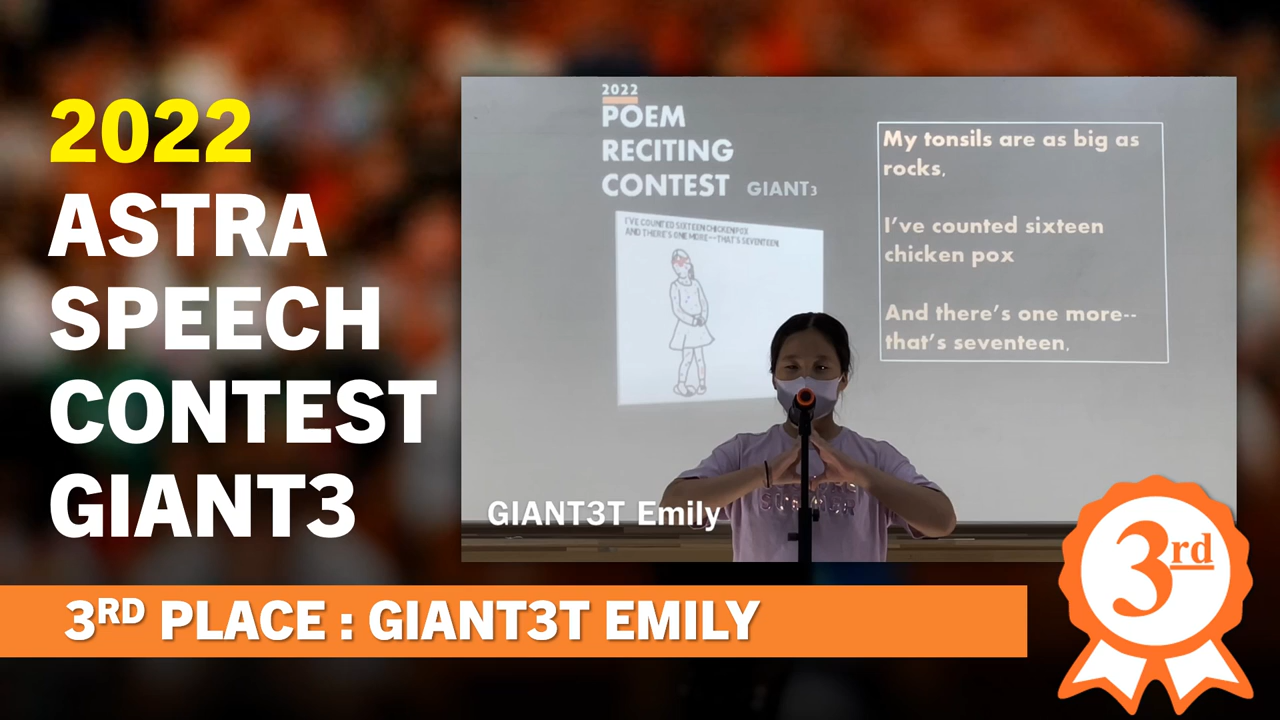 2022
ASTRA
SPEECH
CONTEST
GIANT3
2022
POEM
RECITING
CONTEST GIANT3
I'VE COUNTED SIXTEEN CHICKEN POX
AND THERE'S ONE MORE--THAT'S SEVENTEEN.
My tonsils are as big as
rocks,
I've counted sixteen
chicken pox
And there's one more--
that's seventeen,
GIANT3T Emily
3RD PLACE : GIANT3T EMILY
3rd